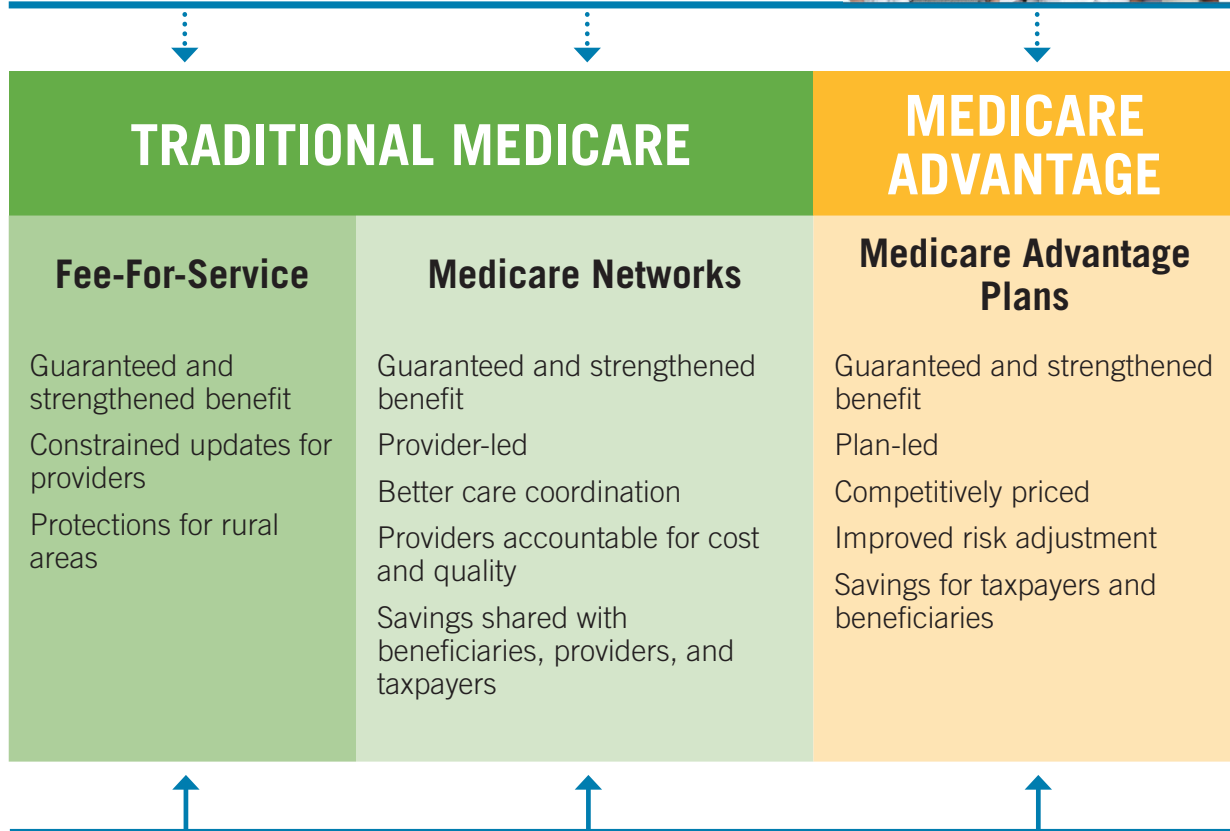 TRADITIONAL MEDICARE
MEDICARE
ADVANTAGE
Fee-For-Service
Guaranteed and
strengthened benefit
Constrained updates for
providers
Protections for rural
areas
Medicare Networks
Guaranteed and strengthened
benefit
Provider-led
Better care coordination
Providers accountable for cost
and quality
Savings shared with
beneficiaries, providers, and
taxpayers
Medicare Advantage
Plans
Guaranteed and strengthened
benefit
Plan-led
Competitively priced
Improved risk adjustment
Savings for taxpayers and
beneficiaries